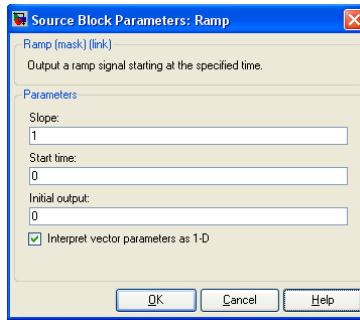 Source Block Parameters: Ramp
Ramp (mask) (link)
Output a ramp signal starting at the specified time.
Parameters
Slope:
1
Start time:
0
Initial output:
0
Interpret vector parameters as 1-D
OK Cancel Help